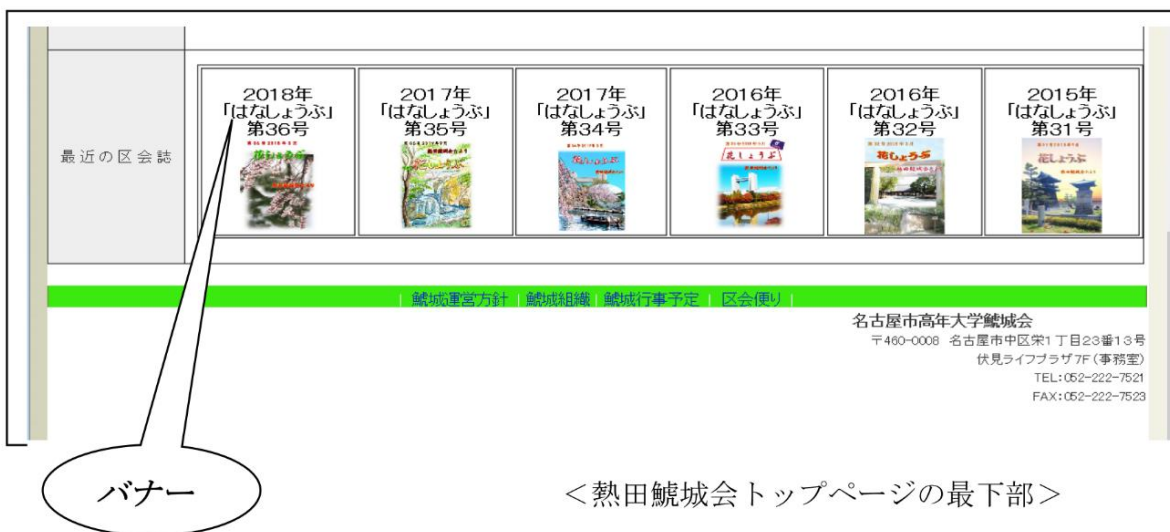 最近の区会誌
2018年
「はなしょうぶ」
第36号
2017年
「はなしょうぶ」
第35号
2017年
「はなしょうぶ」
第34号
2016年
「はなしょうぶ」
第33号
花しょうぶ
2016年
「はなしょうぶ」
第32号
花しょうぶ
2015年
「はなしょうぶ」
第31号
花しょうぶ
| 鯱城運営方針 | 鯱城組織 | 鯱城行事予定 | 区会便り |
名古屋市高年大学鯱城会
〒460-0008 名古屋市中区栄1丁目23番13号
伏見ライフプラザ7F(事務室)
TEL:052-222-7521
FAX:052-222-7523
バナー
＜熱田鯱城会トップページの最下部＞